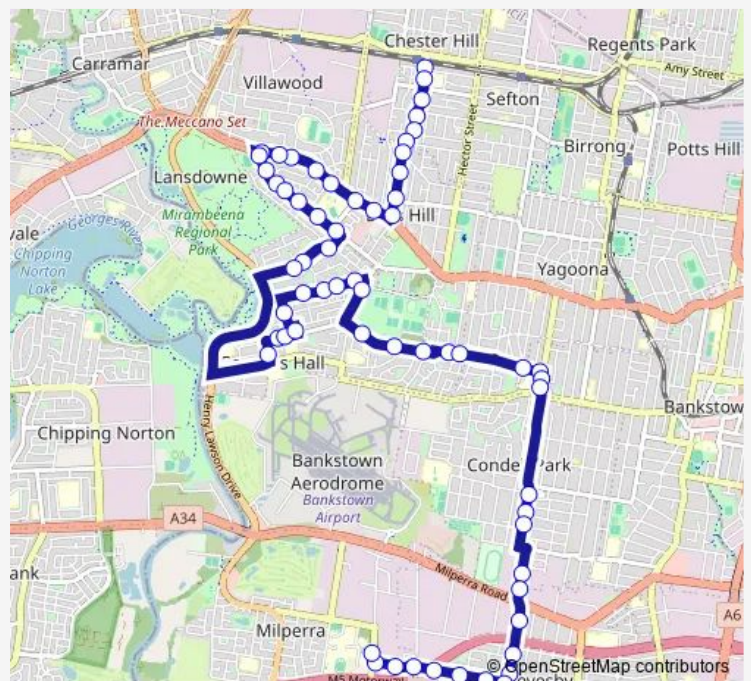 Chester Hill
Regents Park
Carramar
Amy Street
Villawood
Sefton
The Meccano Set
Hector Street
Birrong
Potts Hill
Lansdowne
Mirambeena
Regional
Park
Hill
Georges River
Chipping
Norton
Lake
Yagoona
s Hall
Henry Lawson Drive
Bankstow
Chipping Norton
Bankstown
Aerodrome
Bankstown
Airport
Conde
Park
A34
Milperra Road
A6
Milperra
M5 Motorway
© OpenStreetMap contributors